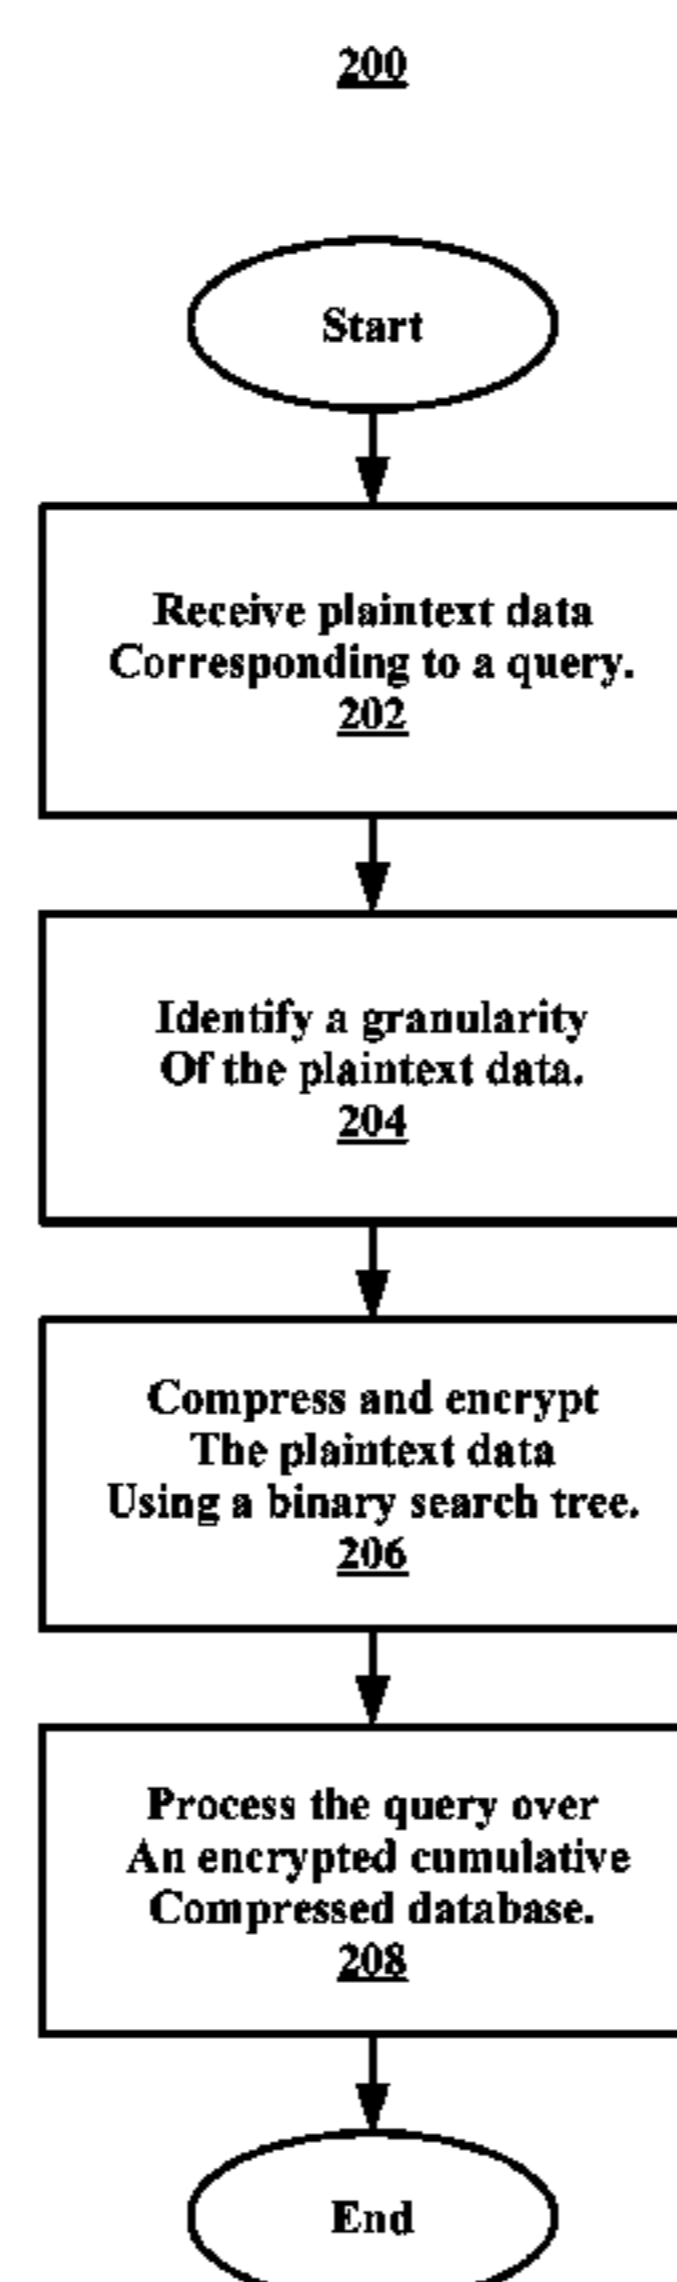 200
Start
Receive plaintext data
Corresponding to a query.
202
Identify a granularity
Of the plaintext data.
204
Compress and encrypt
The plaintext data
Using a binary search tree.
206
Process the query over
An encrypted cumulative
Compressed database.
208
End